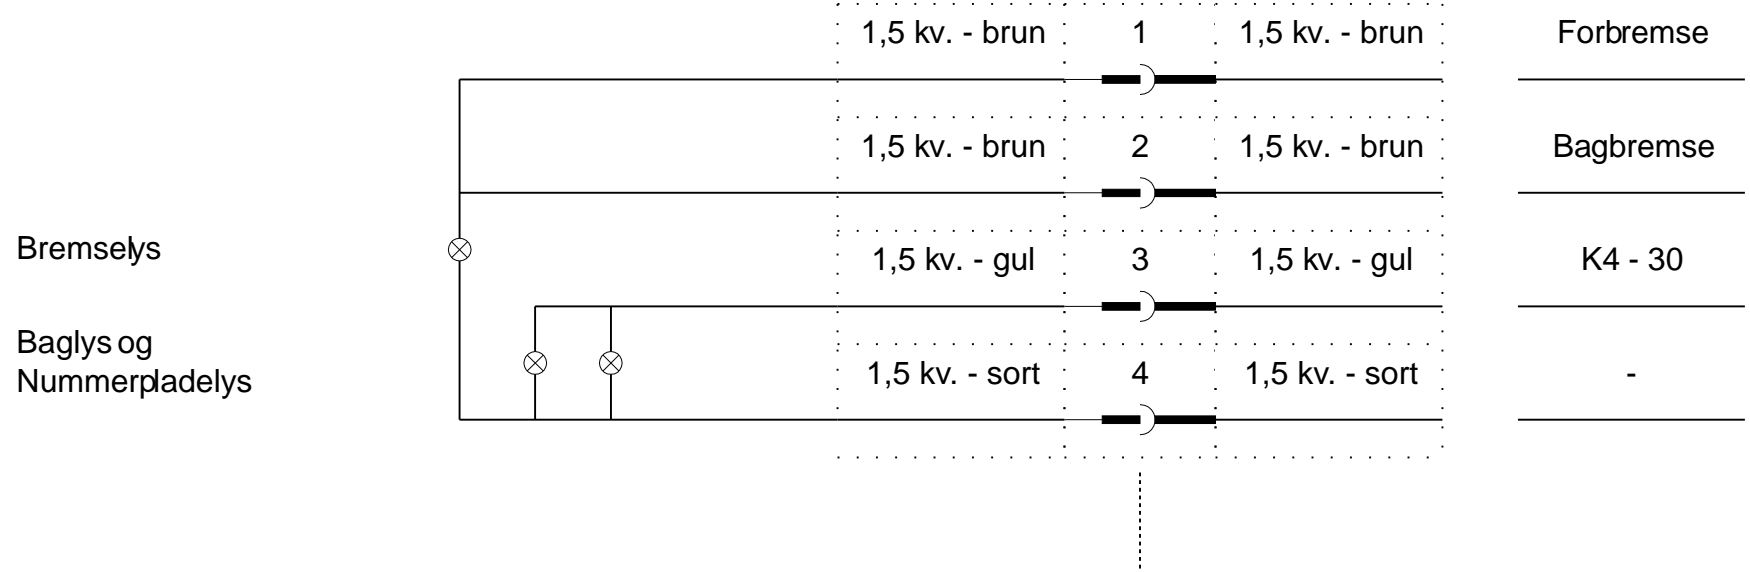 1,5 kv. - brun 1 1,5 kv. - brun Forbremse
1,5 kv. - brun 2 1,5 kv. - brun Bagbremse
Bremselys
1,5 kv. - gul 3 1,5 kv. - gul K4 - 30
Baglys og
Nummerpladelys
1,5 kv. - sort 4 1,5 kv. - sort -